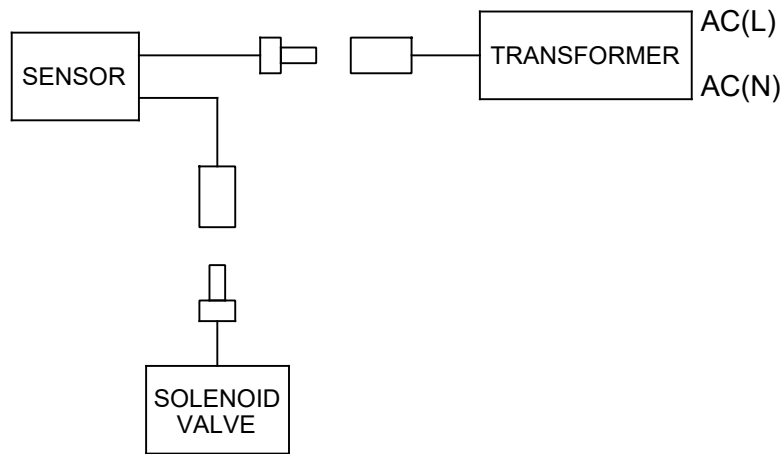 AC(L)
SENSOR
TRANSFORMER
AC(N)
SOLENOID
VALVE